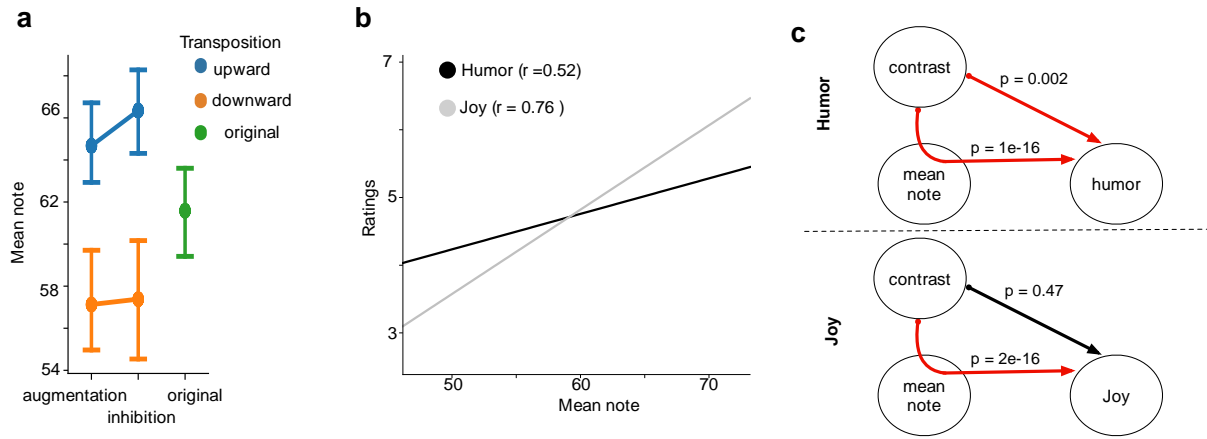 a
Transposition
upward
downward
original
Mean note
66
62
58
54
augmentation
inhibition
original
b
Humor (r =0.52)
Joy (r = 0.76 )
Ratings
7
5
3
50
60
70
Mean note
c
Humor
contrast
p = 0.002
p = 1e-16
mean
note
humor
Joy
contrast
p = 0.47
p = 2e-16
mean
note
Joy